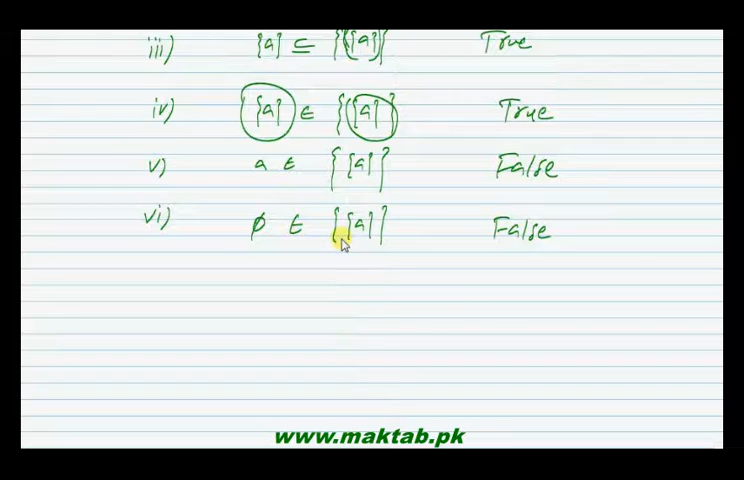 iii) {a} ⊆ {{a}} True
iv) {a} ∈ {{a}} True
v) a ∈ {{a}} False
vi) φ ∈ {{a}} False
www.maktab.pk